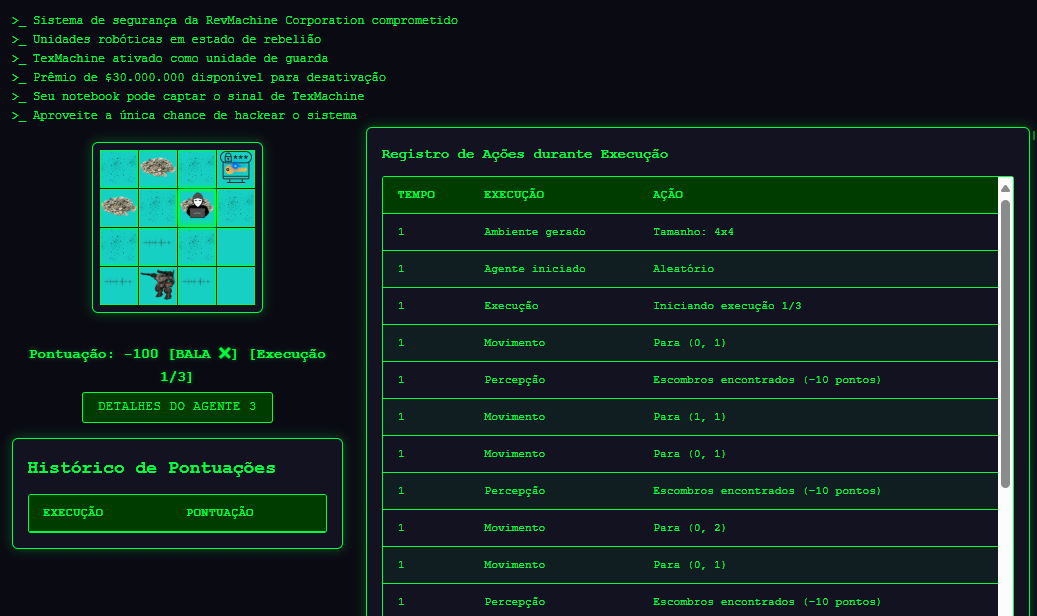 >_ Sistema de segurança da RevMachine Corporation comprometido
>_ Unidades robóticas em estado de rebelião
>_ TexMachine ativado como unidade de guarda
>_ Prêmio de $30.000.000 disponível para desativação
>_ Seu notebook pode captar o sinal de TexMachine
>_ Aproveite a única chance de hackear o sistema
***
Pontuação: -100 [BALA ❌] [Execução
1/3]
DETALHES DO AGENTE 3
Histórico de Pontuações
EXECUÇÃO PONTUAÇÃO
Registro de Ações durante Execução
TEMPO EXECUÇÃO AÇÃO
1 Ambiente gerado Tamanho: 4x4
1 Agente iniciado Aleatório
1 Execução Iniciando execução 1/3
1 Movimento Para (0, 1)
1 Percepção Escombros encontrados (-10 pontos)
1 Movimento Para (1, 1)
1 Movimento Para (0, 1)
1 Percepção Escombros encontrados (-10 pontos)
1 Movimento Para (0, 2)
1 Movimento Para (0, 1)
1 Percepção Escombros encontrados (-10 pontos)